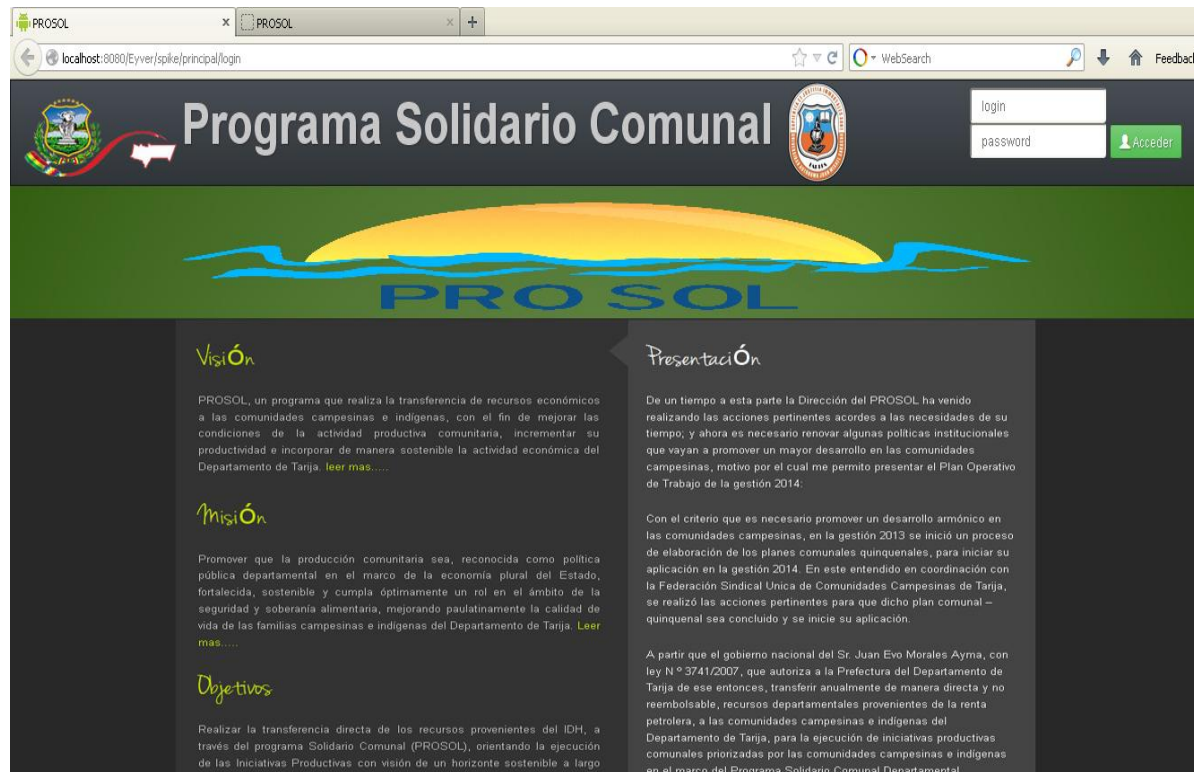 PROSOL
PROSOL
localhost:8080/Eyver/spike/principal/login
WebSearch
Feedbac
Programa Solidario Comunal
login
password
Acceder
PRO SOL
VisiÓn
PROSOL, un programa que realiza la transferencia de recursos económicos
a las comunidades campesinas e indígenas, con el fin de mejorar las
condiciones de la actividad productiva comunitaria, incrementar su
productividad e incorporar de manera sostenible la actividad económica del
Departamento de Tarija. leer mas.....
MisiÓn
Promover que la producción comunitaria sea, reconocida como política
pública departamental en el marco de la economía plural del Estado,
fortalecida, sostenible y cumpla óptimamente un rol en el ámbito de la
seguridad y soberanía alimentaria, mejorando paulatinamente la calidad de
vida de las familias campesinas e indígenas del Departamento de Tarija. Leer
mas.....
Objetivos
Realizar la transferencia directa de los recursos provenientes del IDH, a
través del programa Solidario Comunal (PROSOL), orientando la ejecución
de las Iniciativas Productivas con visión de un horizonte sostenible a largo
PresentaciÓn
De un tiempo a esta parte la Dirección del PROSOL ha venido
realizando las acciones pertinentes acordes a las necesidades de su
tiempo; y ahora es necesario renovar algunas políticas institucionales
que vayan a promover un mayor desarrollo en las comunidades
campesinas, motivo por el cual me permito presentar el Plan Operativo
de Trabajo de la gestión 2014:
Con el criterio que es necesario promover un desarrollo armónico en
las comunidades campesinas, en la gestión 2013 se inició un proceso
de elaboración de los planes comunales quinquenales, para iniciar su
aplicación en la gestión 2014. En este entendido en coordinación con
la Federación Sindical Unica de Comunidades Campesinas de Tarija,
se realizó las acciones pertinentes para que dicho plan comunal –
quinquenal sea concluido y se inicie su aplicación.
A partir que el gobierno nacional del Sr. Juan Evo Morales Ayma, con
ley N º 3741/2007, que autoriza a la Prefectura del Departamento de
Tarija de ese entonces, transferir anualmente de manera directa y no
reembolsable, recursos departamentales provenientes de la renta
petrolera, a las comunidades campesinas e indígenas del
Departamento de Tarija, para la ejecución de iniciativas productivas
comunales priorizadas por las comunidades campesinas e indígenas
en el marco del Programa Solidario Comunal Departamental